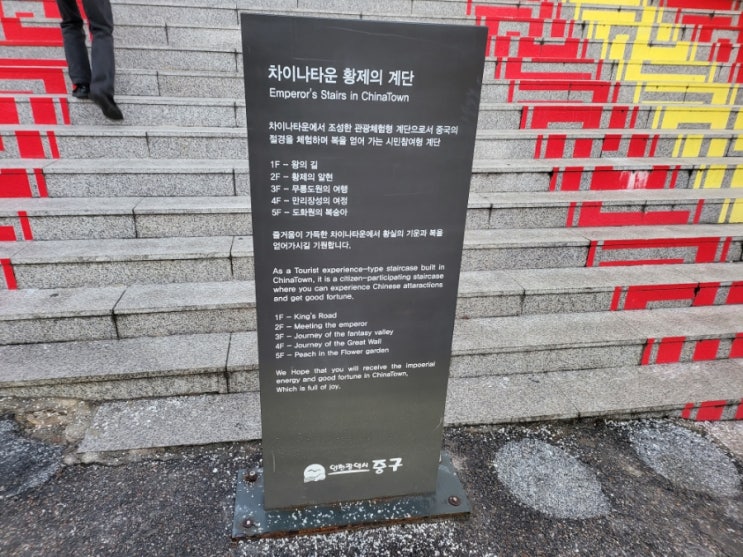 차이나타운 황제의 계단
Emperor's Stairs in ChinaTown
차이나타운에서 조성한 관광체험형 계단으로서 중국의
절경을 체험하며 복을 얻어 가는 시민참여형 계단
1F – 왕의 길
2F – 황제의 알현
3F – 무릉도원의 여행
4F – 만리장성의 여정
5F – 도화원의 복숭아
즐거움이 가득한 차이나타운에서 황실의 기운과 복을
얻어가시길 기원합니다.
As a Tourist experience-type staircase built in
ChinaTown, it is a citizen-participating staircase
where you can experience Chinese attaractions
and get good fortune.
1F – King's Road
2F – Meeting the emperor
3F – Journey of the fantasy valley
4F – Journey of the Great Wall
5F – Peach in the Flower garden
We Hope that you will receive the impoerial
energy and good fortune in ChinaTown,
Which is full of joy.
인천광역시 중구